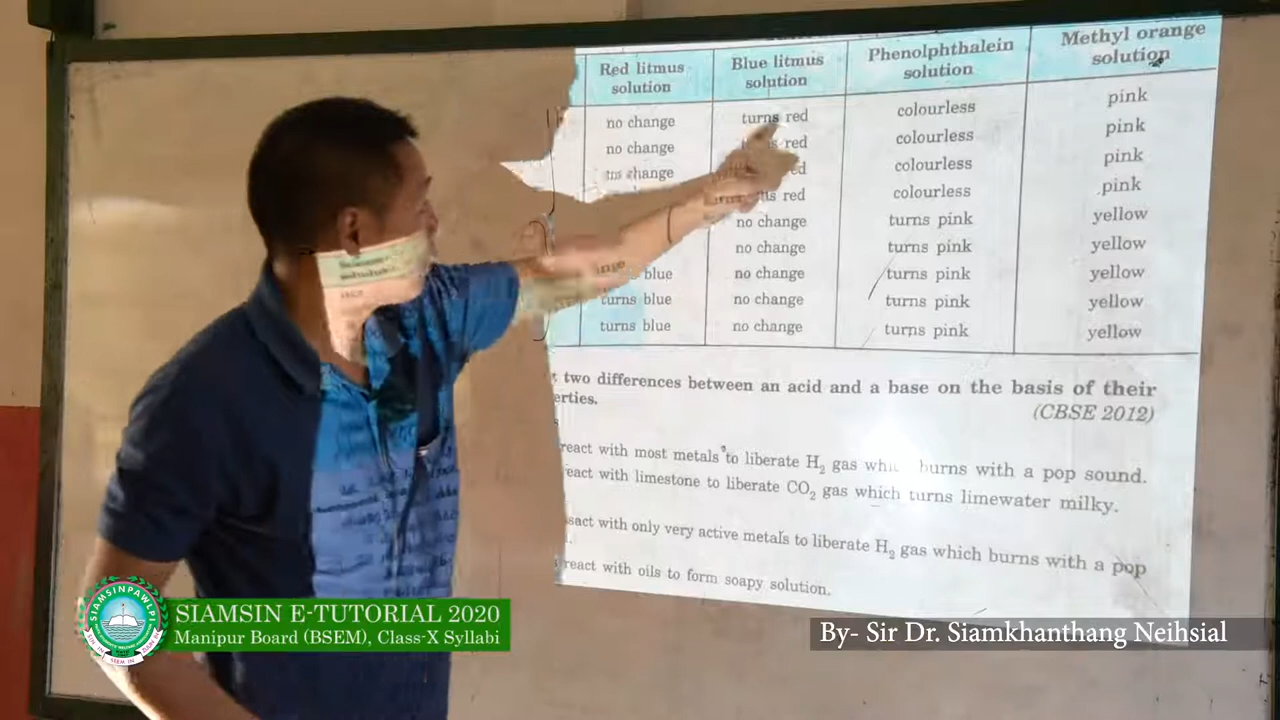 Red litmus solution | Blue litmus solution | Phenolphthalein solution | Methyl orange solution
no change | turns red | colourless | pink
no change | red | colourless | pink
change | colourless | pink
red | colourless | pink
no change | turns pink | yellow
no change | turns pink | yellow
blue | no change | turns pink | yellow
turns blue | no change | turns pink | yellow
turns blue | no change | turns pink | yellow
two differences between an acid and a base on the basis of their
erties.
(CBSE 2012)
react with most metals to liberate H₂ gas burns with a pop sound.
eact with limestone to liberate CO₂ gas which turns limewater milky.
with only very active metals to liberate H₂ gas which burns with a pop
react with oils to form soapy solution.
SIAMSINPAWLPI
SIAMSIN E-TUTORIAL 2020
Manipur Board (BSEM), Class-X Syllabi
By- Sir Dr. Siamkhanthang Neihsial